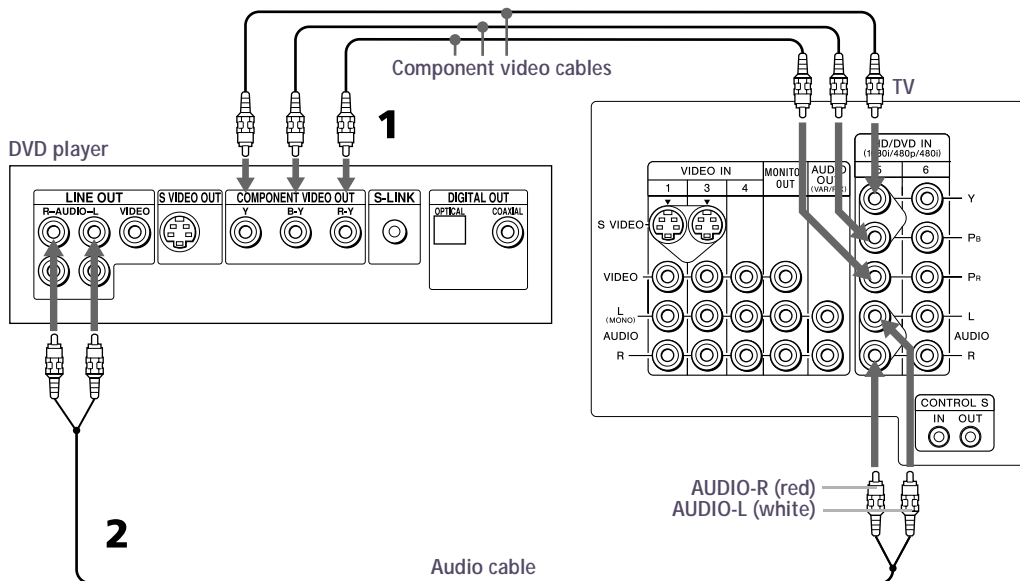 Component video cables
TV
1
DVD player
LINE OUT
R–AUDIO–L VIDEO
S VIDEO OUT
COMPONENT VIDEO OUT
Y B-Y R-Y
S-LINK
DIGITAL OUT
OPTICAL COAXIAL
VIDEO IN
1 3 4
MONITOR
OUT
AUDIO
OUT
(VAR/FIX)
HD/DVD IN
(1080i/480p/480i)
5 6
S VIDEO
VIDEO
L
(MONO)
AUDIO
R
Y
PB
PR
L
AUDIO
R
CONTROL S
IN OUT
AUDIO-R (red)
AUDIO-L (white)
2
Audio cable